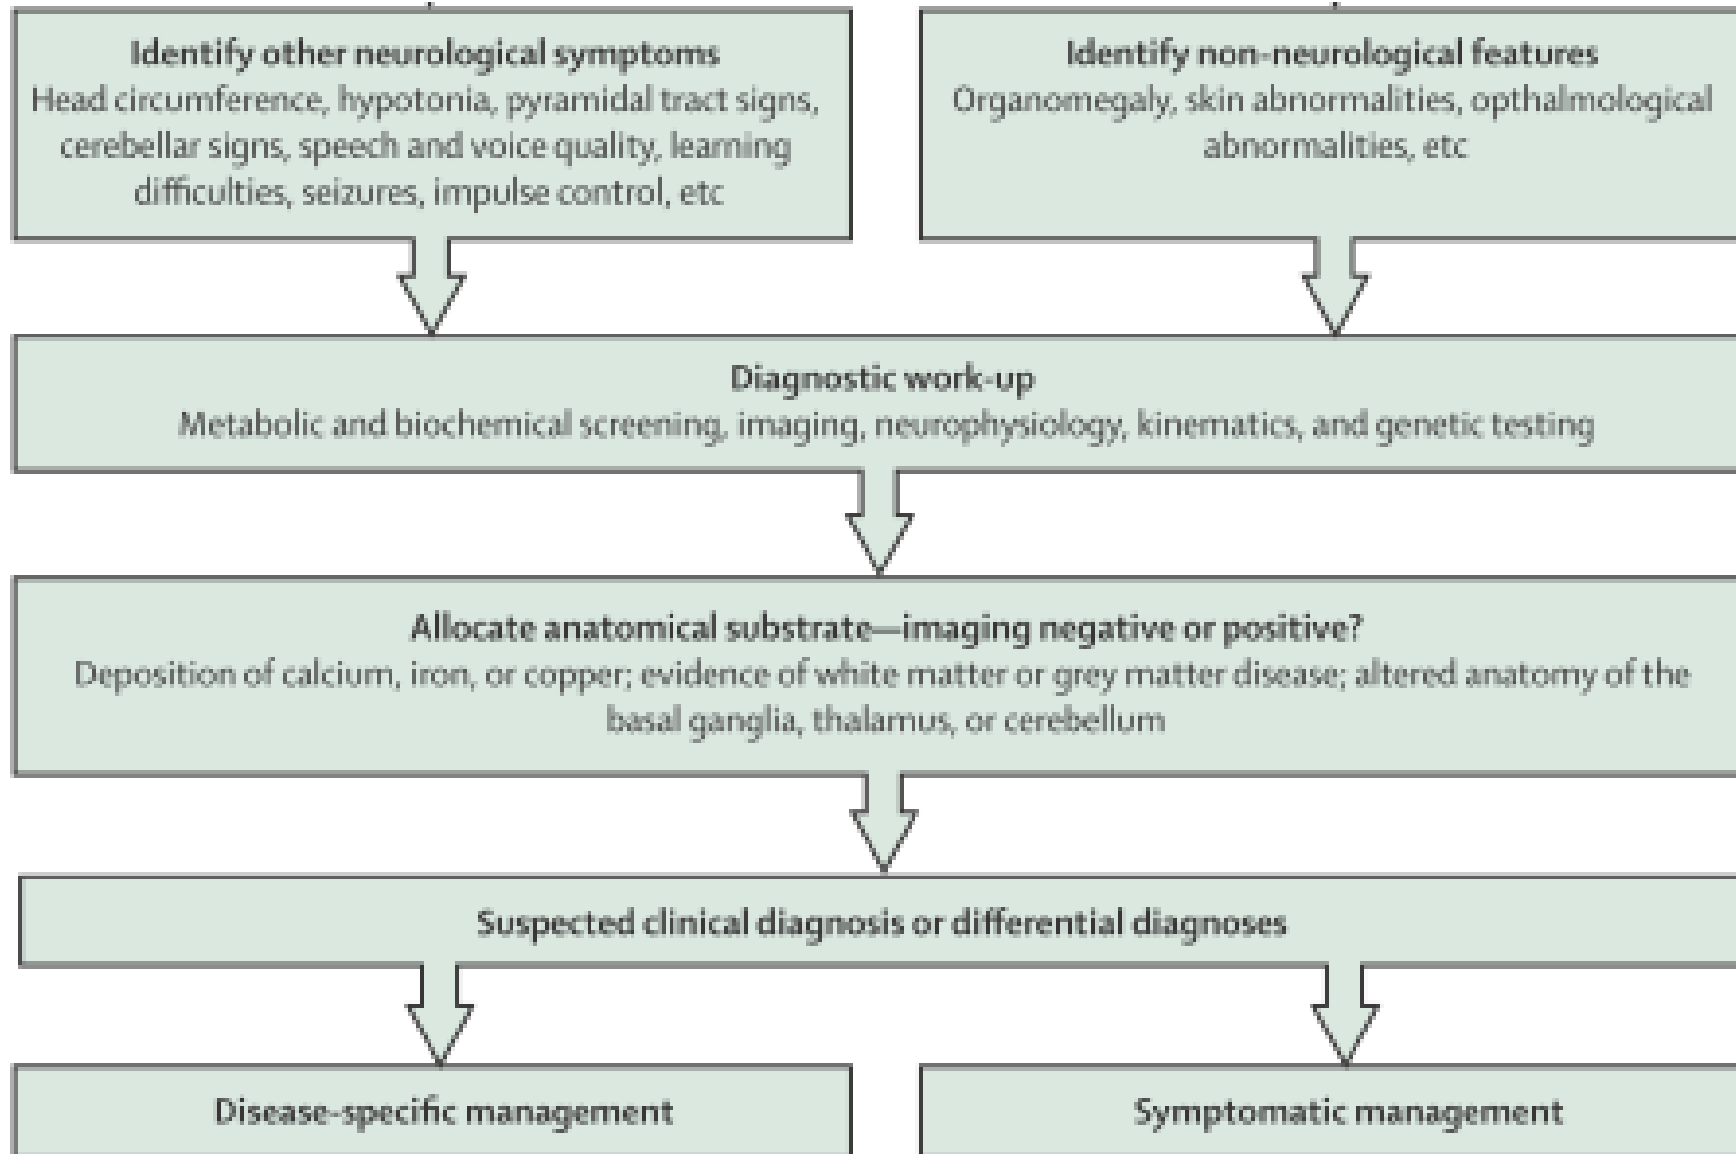 Identify other neurological symptoms
Head circumference, hypotonia, pyramidal tract signs,
cerebellar signs, speech and voice quality, learning
difficulties, seizures, impulse control, etc
Identify non-neurological features
Organomegaly, skin abnormalities, opthalmological
abnormalities, etc
Diagnostic work-up
Metabolic and biochemical screening, imaging, neurophysiology, kinematics, and genetic testing
Allocate anatomical substrate—imaging negative or positive?
Deposition of calcium, iron, or copper; evidence of white matter or grey matter disease; altered anatomy of the
basal ganglia, thalamus, or cerebellum
Suspected clinical diagnosis or differential diagnoses
Disease-specific management
Symptomatic management